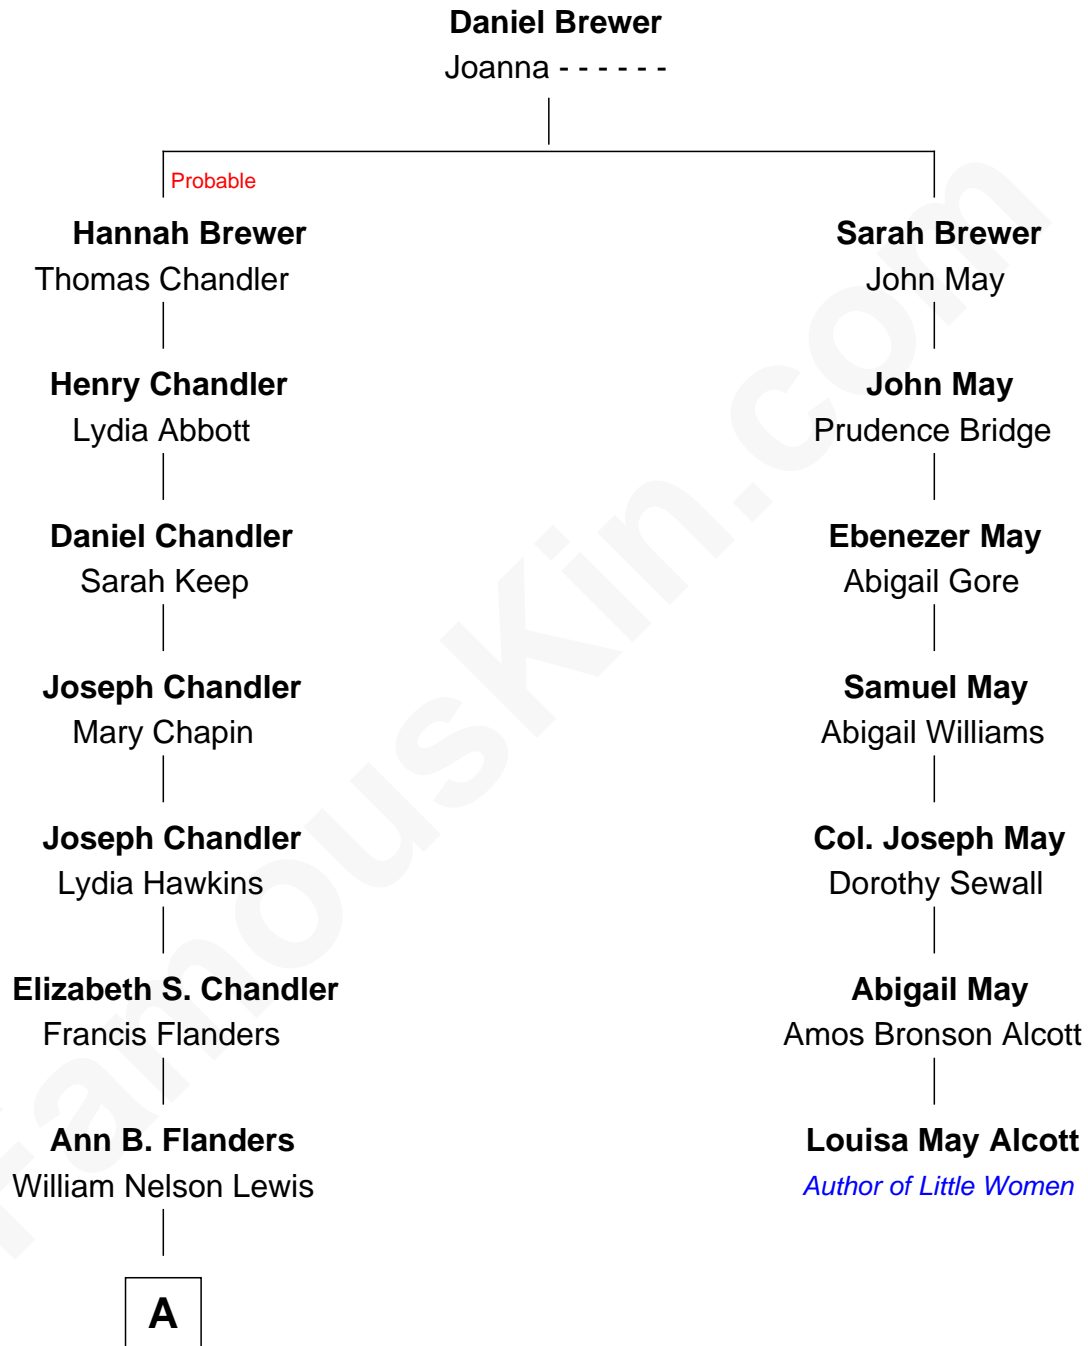 Daniel Brewer
Joanna - - - - - -
Probable
Hannah Brewer
Thomas Chandler
Sarah Brewer
John May
Henry Chandler
Lydia Abbott
John May
Prudence Bridge
Daniel Chandler
Sarah Keep
Ebenezer May
Abigail Gore
Joseph Chandler
Mary Chapin
Samuel May
Abigail Williams
Joseph Chandler
Lydia Hawkins
Col. Joseph May
Dorothy Sewall
Elizabeth S. Chandler
Francis Flanders
Abigail May
Amos Bronson Alcott
Ann B. Flanders
William Nelson Lewis
Louisa May Alcott
Author of Little Women
A
FamousKin.com